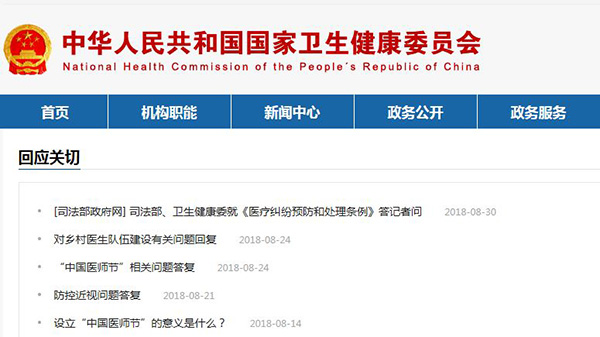 中华人民共和国国家卫生健康委员会
National Health Commission of the People's Republic of China
首页 机构职能 新闻中心 政务公开 政务服务
回应关切
[司法部政府网] 司法部、卫生健康委就《医疗纠纷预防和处理条例》答记者问 2018-08-30
对乡村医生队伍建设有关问题回复 2018-08-24
“中国医师节”相关问题答复 2018-08-24
防控近视问题答复 2018-08-21
设立“中国医师节”的意义是什么？ 2018-08-14